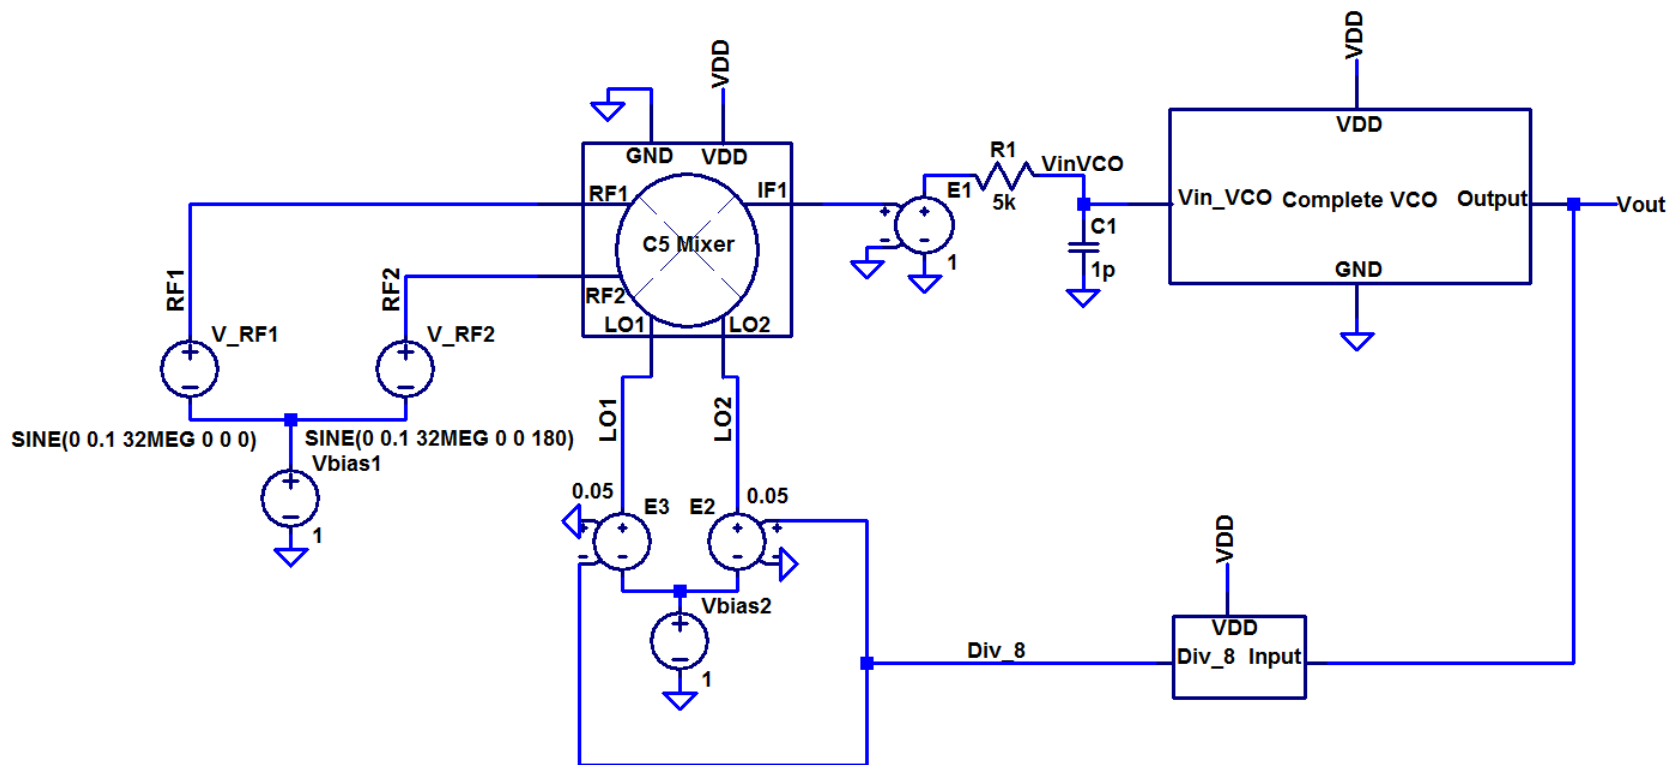 VDD
VDD
VDD
GND
VDD
R1
VinVCO
RF1
IF1
E1
5k
Vin_VCO
Complete VCO
Output
Vout
+
+
-
-
C5 Mixer
C1
1
1p
GND
RF1
RF2
RF2
LO1
LO2
V_RF1
V_RF2
+
-
+
-
LO1
LO2
SINE(0 0.1 32MEG 0 0 0)
SINE(0 0.1 32MEG 0 0 180)
Vbias1
+
-
1
0.05
E3
E2
0.05
+
+
+
+
-
-
-
-
VDD
Vbias2
+
-
1
VDD
Div_8
Div_8
Input